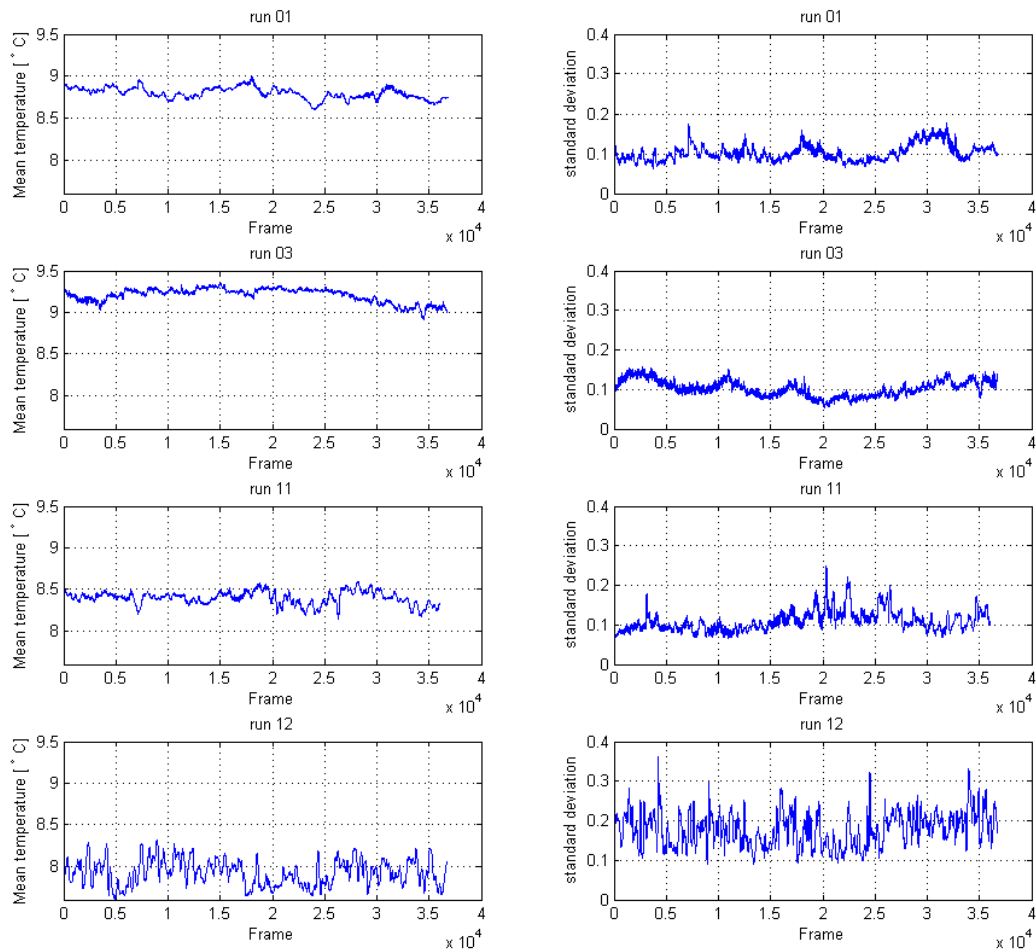 run 01
Mean temperature [ ° C]
9.5
9
8.5
8
0 0.5 1 1.5 2 2.5 3 3.5 4
x 10^4
Frame
run 01
standard deviation
0.4
0.3
0.2
0.1
0
0 0.5 1 1.5 2 2.5 3 3.5 4
x 10^4
Frame
run 03
Mean temperature [ ° C]
9.5
9
8.5
8
0 0.5 1 1.5 2 2.5 3 3.5 4
x 10^4
Frame
run 03
standard deviation
0.4
0.3
0.2
0.1
0
0 0.5 1 1.5 2 2.5 3 3.5 4
x 10^4
Frame
run 11
Mean temperature [ ° C]
9.5
9
8.5
8
0 0.5 1 1.5 2 2.5 3 3.5 4
x 10^4
Frame
run 11
standard deviation
0.4
0.3
0.2
0.1
0
0 0.5 1 1.5 2 2.5 3 3.5 4
x 10^4
Frame
run 12
Mean temperature [ ° C]
9.5
9
8.5
8
0 0.5 1 1.5 2 2.5 3 3.5 4
x 10^4
Frame
run 12
standard deviation
0.4
0.3
0.2
0.1
0
0 0.5 1 1.5 2 2.5 3 3.5 4
x 10^4
Frame